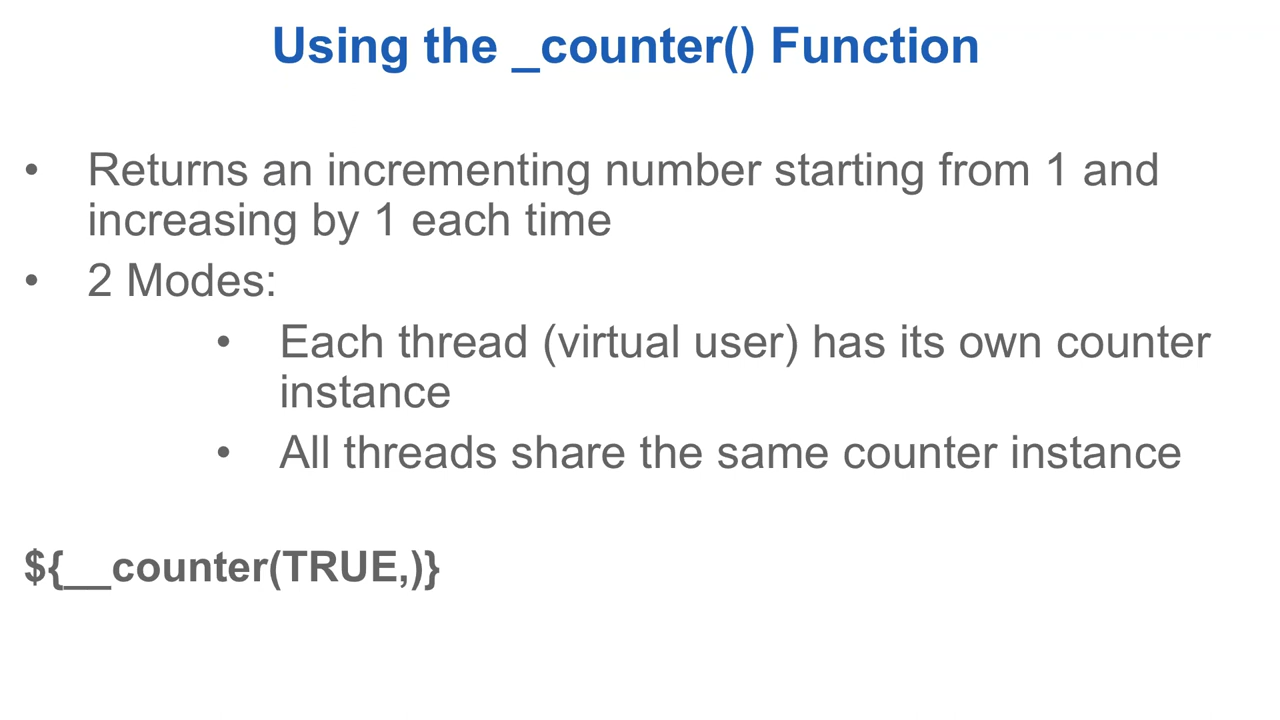 Using the _counter() Function
• Returns an incrementing number starting from 1 and
increasing by 1 each time
• 2 Modes:
• Each thread (virtual user) has its own counter
instance
• All threads share the same counter instance
${__counter(TRUE,)}